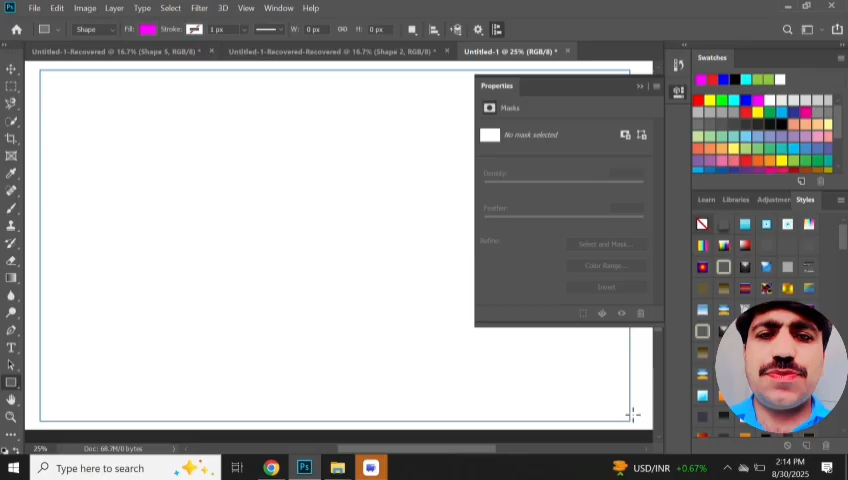 Ps File Edit Image Layer Type Select Filter 3D View Window Help
Shape Fill: Stroke: 1 px W: 0 px H: 0 px
Untitled-1-Recovered @ 16.7% (Shape 5, RGB/8) * × Untitled-1-Recovered-Recovered @ 16.7% (Shape 2, RGB/8) * × Untitled-1 @ 25% (RGB/8) * ×
Properties
Masks
No mask selected
Density:
Feather:
Refine:
Select and Mask...
Color Range...
Invert
Swatches
Learn Libraries Adjustmen Styles
25% Doc: 68.7M/0 bytes
Type here to search
Ps
USD/INR +0.67%
2:14 PM
8/30/2025